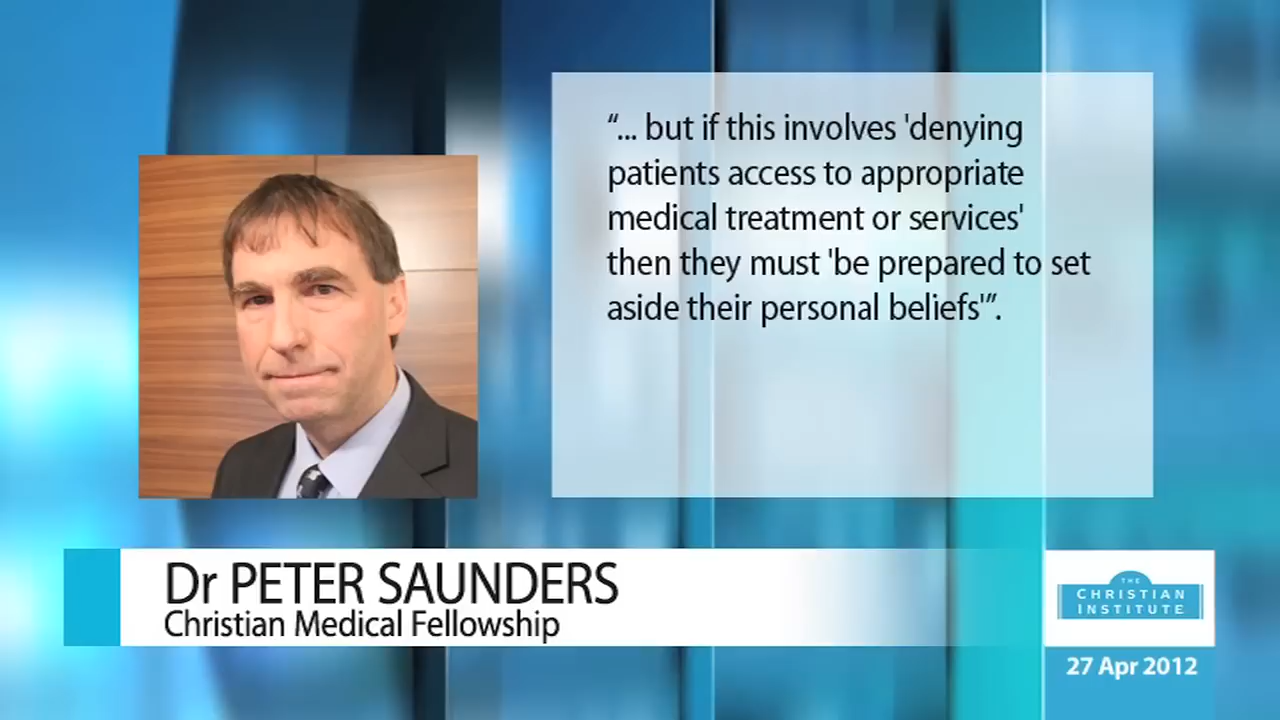 “... but if this involves 'denying
patients access to appropriate
medical treatment or services'
then they must 'be prepared to set
aside their personal beliefs'”.
Dr PETER SAUNDERS
Christian Medical Fellowship
THE
CHRISTIAN
INSTITUTE
27 Apr 2012